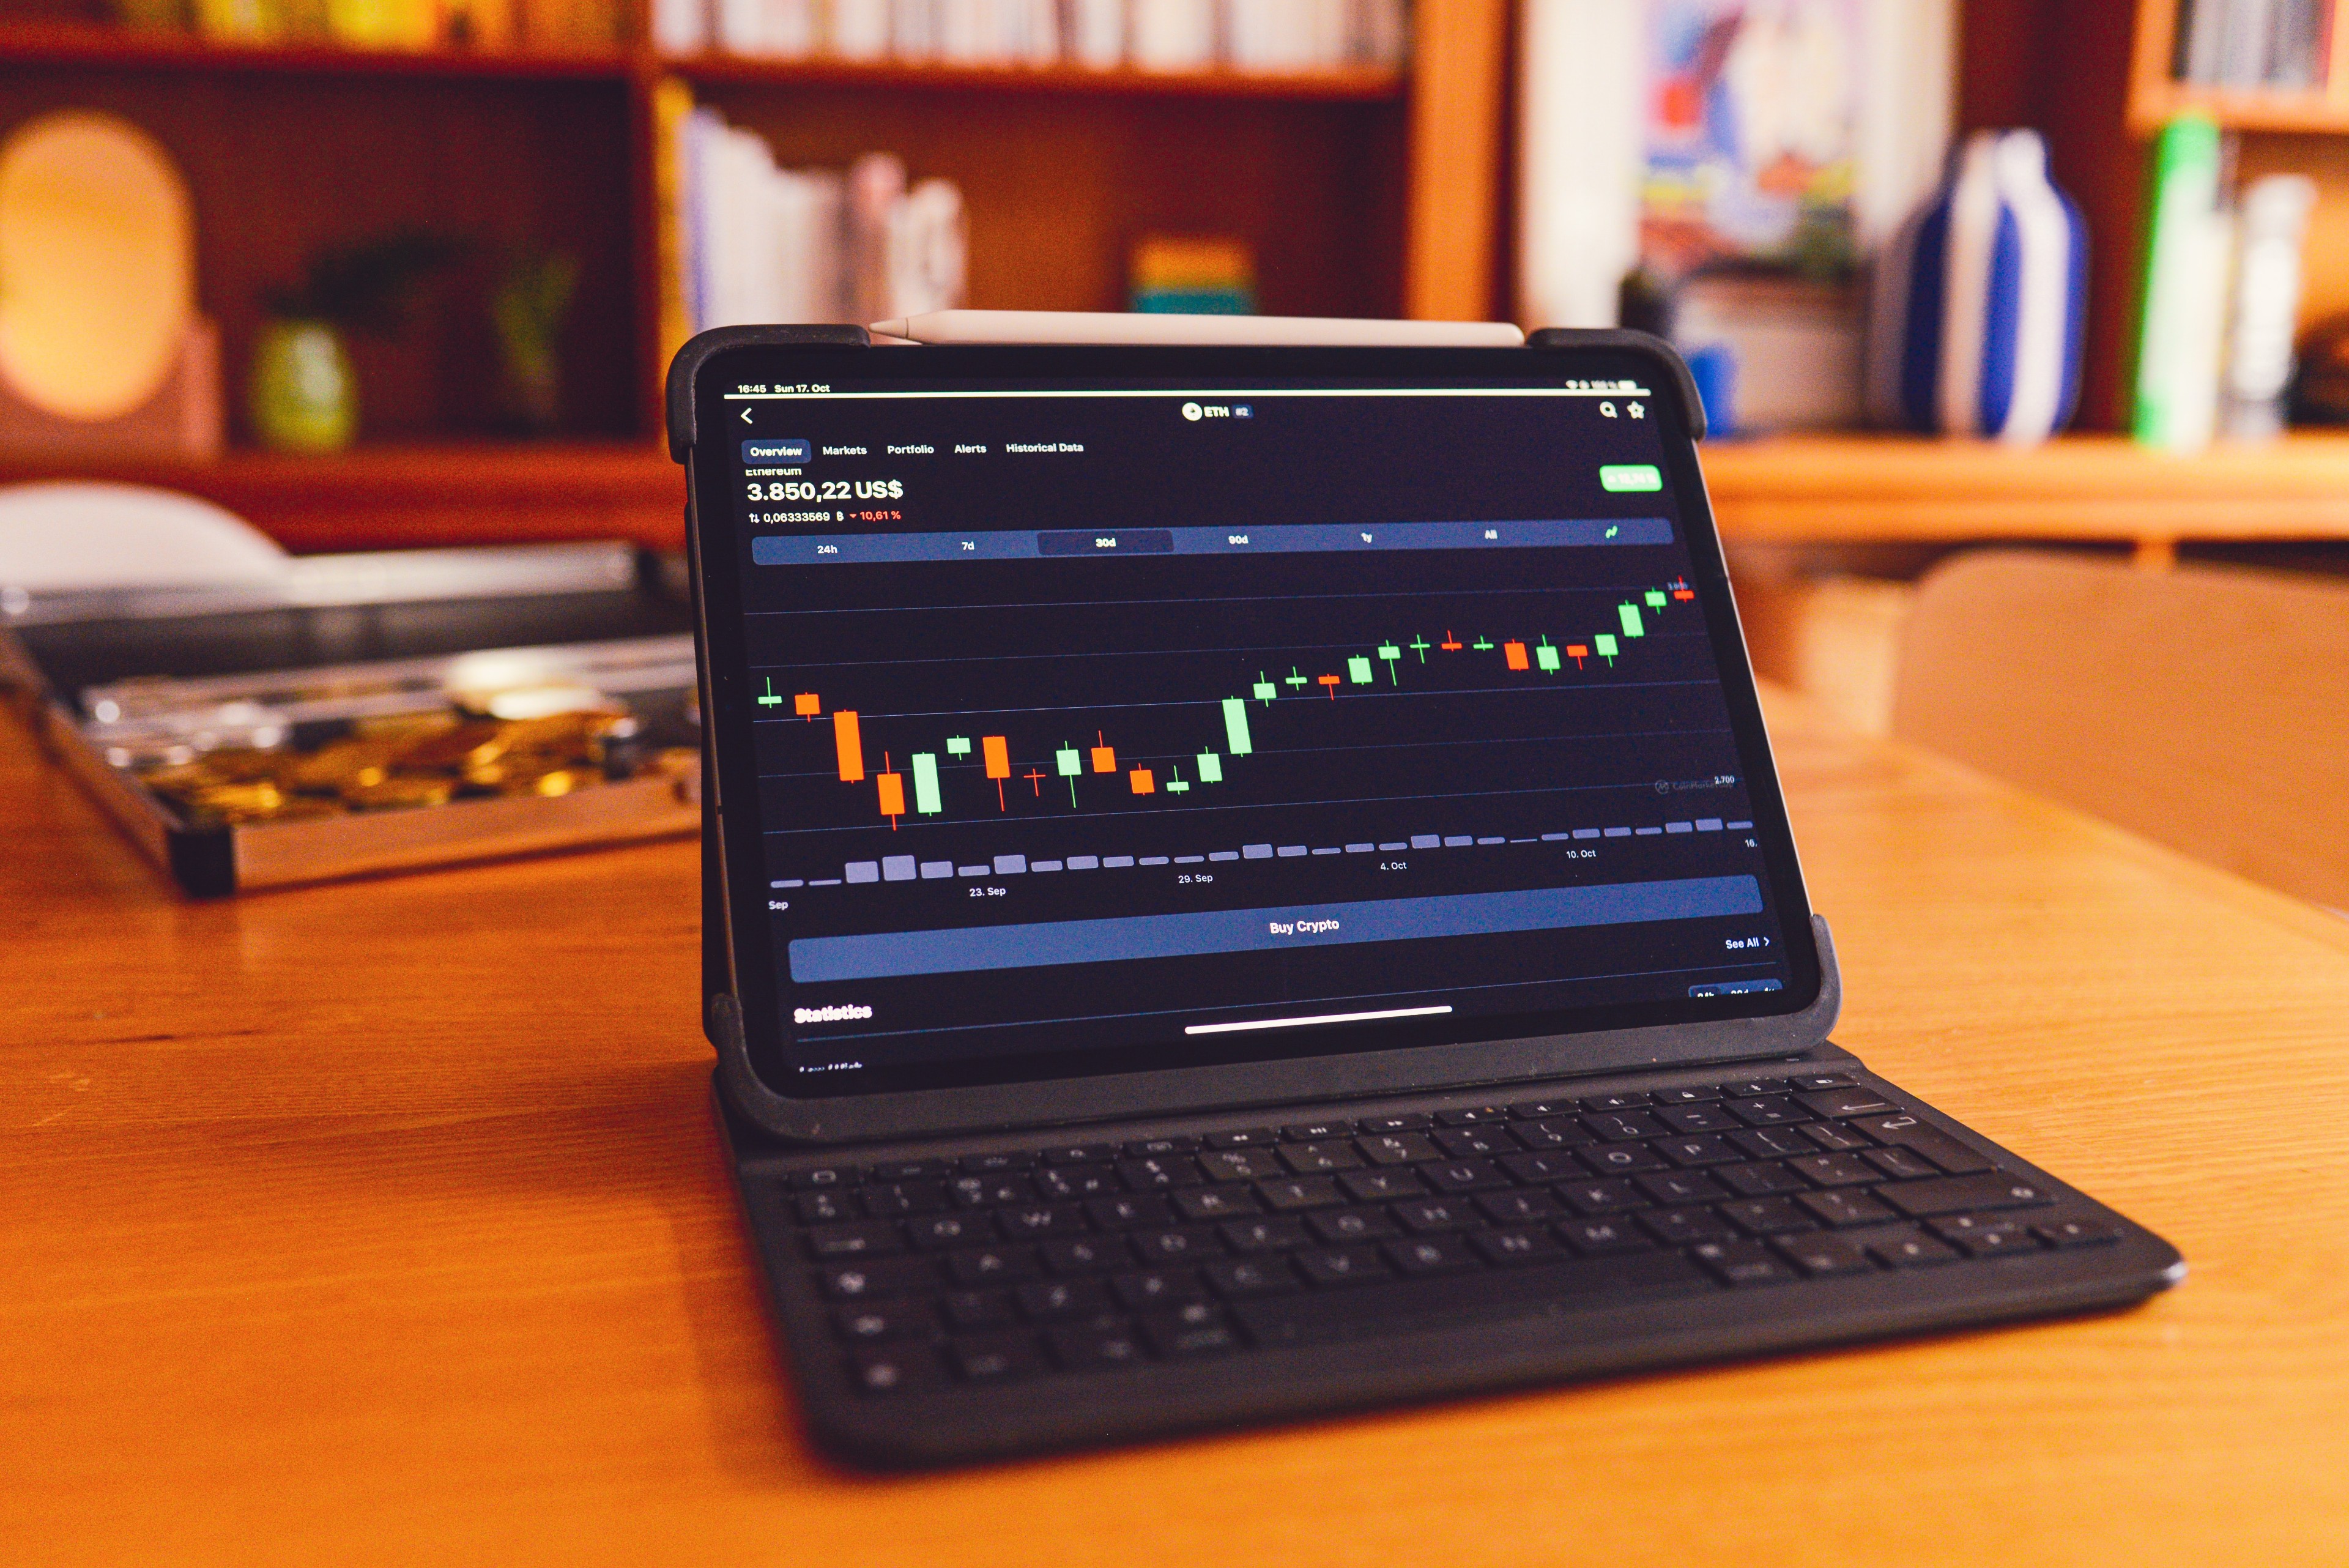 16:45 Sun 17. Oct
ETH #2
Overview Markets Portfolio Alerts Historical Data
Ethereum
3.850,22 US$
0,06333569 10,61 %
24h 7d 30d 90d 1y All
2.700
CoinMarketCap
Sep 23. Sep 29. Sep 4. Oct 10. Oct 16.
Buy Crypto
See All
Statistics
W E R T Y U I O P
A S D F G H J K L